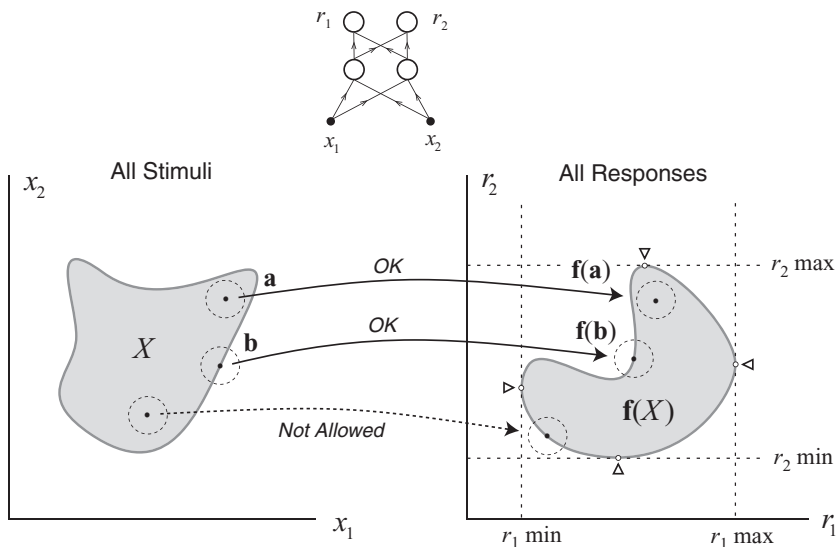 r1 r2
x1 x2
All Stimuli
All Responses
x2
r2
a
OK
f(a)
r2 max
b
OK
f(b)
X
f(X)
Not Allowed
r2 min
x1
r1 min
r1 max
r1